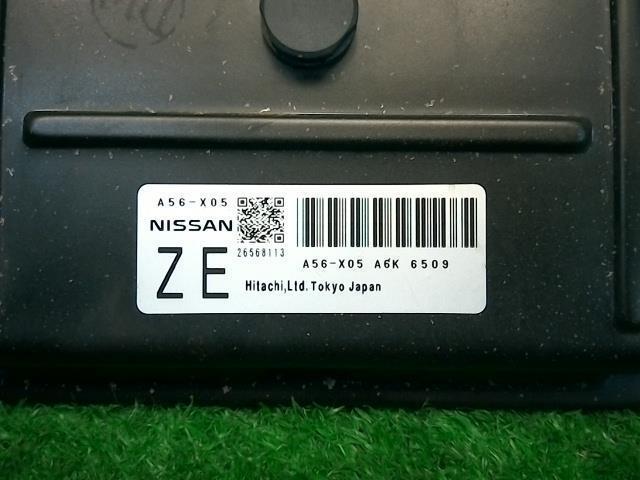 A56-X05
NISSAN
ZE
26568113
A56-X05 A6K 6509
Hitachi,Ltd.Tokyo Japan